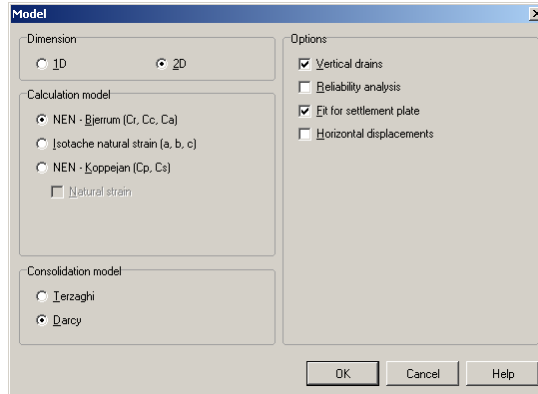 Model
Dimension
1D
2D
Calculation model
NEN - Bjerrum (Cr, Cc, Ca)
Isotache natural strain (a, b, c)
NEN - Koppejan (Cp, Cs)
Natural strain
Consolidation model
Terzaghi
Darcy
Options
Vertical drains
Reliability analysis
Fit for settlement plate
Horizontal displacements
OK
Cancel
Help